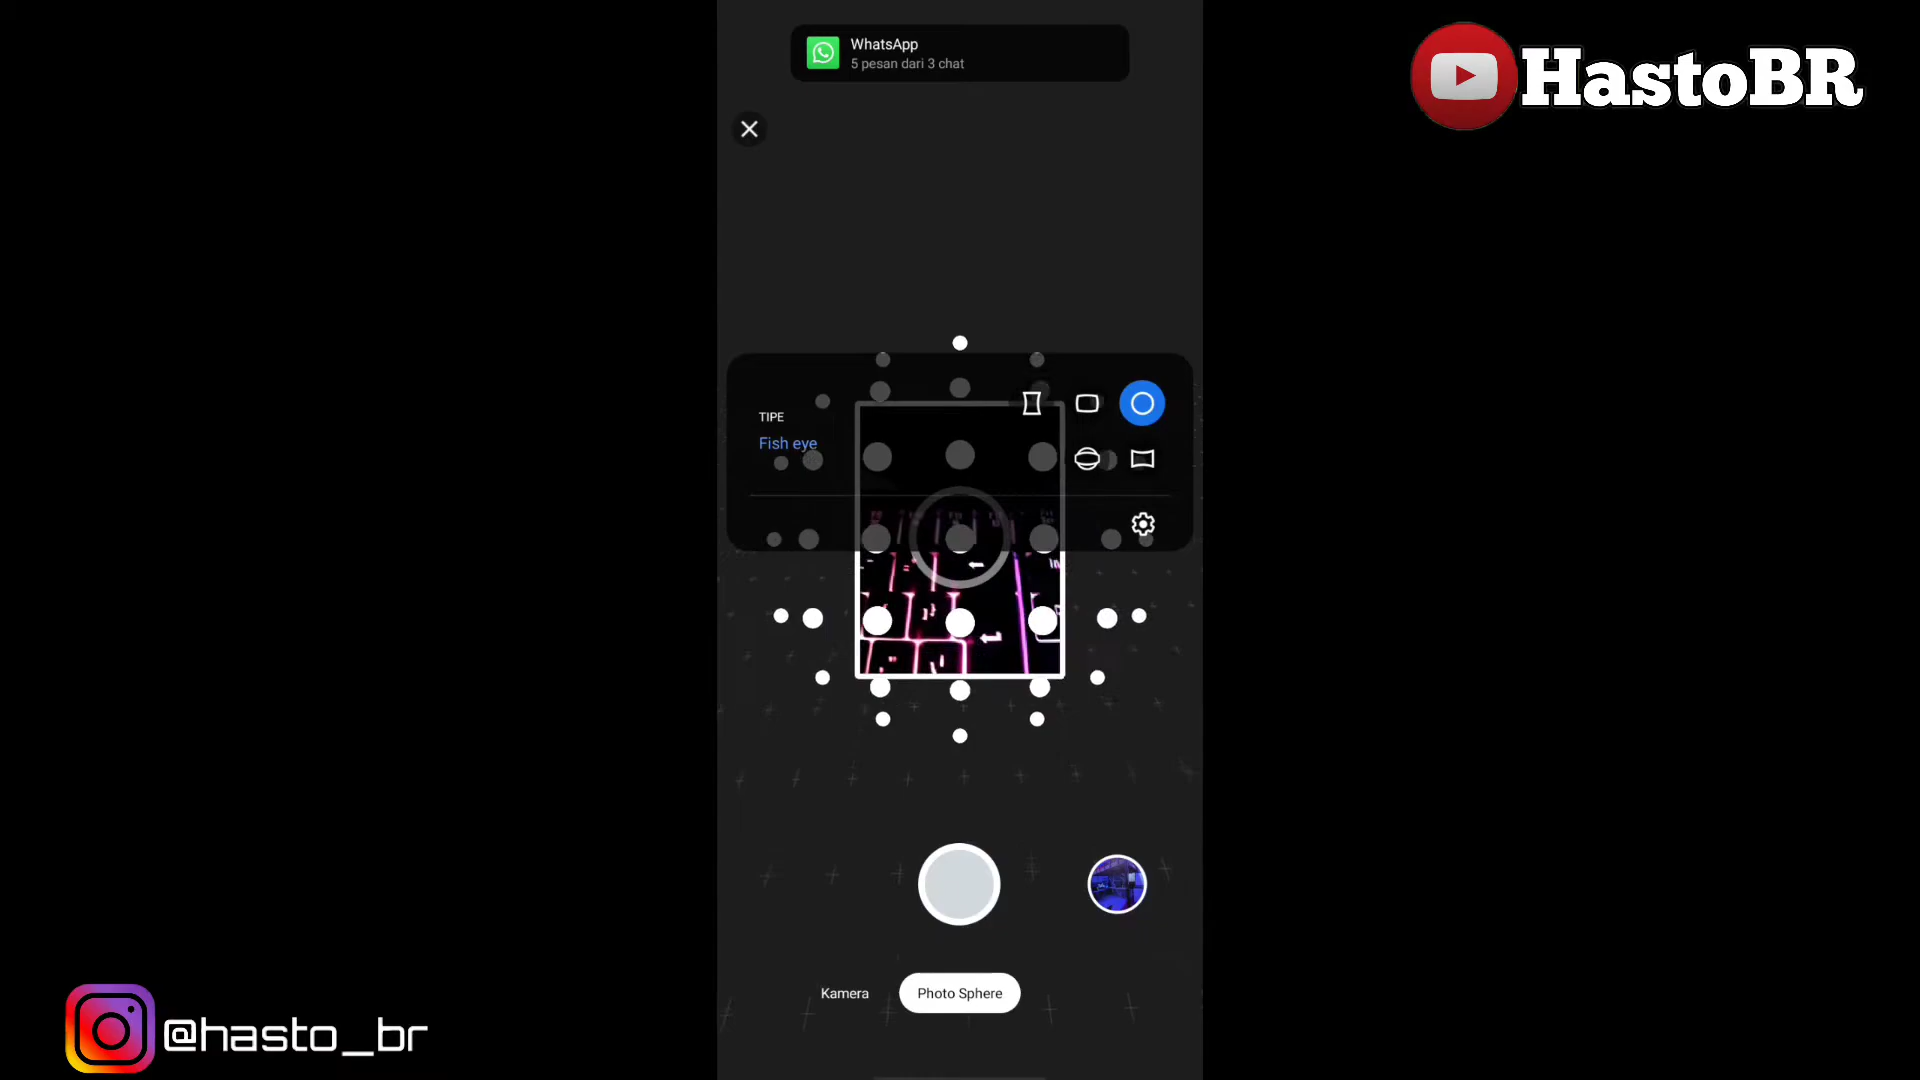 WhatsApp
5 pesan dari 3 chat
HastoBR
TIPE
Fish eye
Kamera
Photo Sphere
@hasto_br